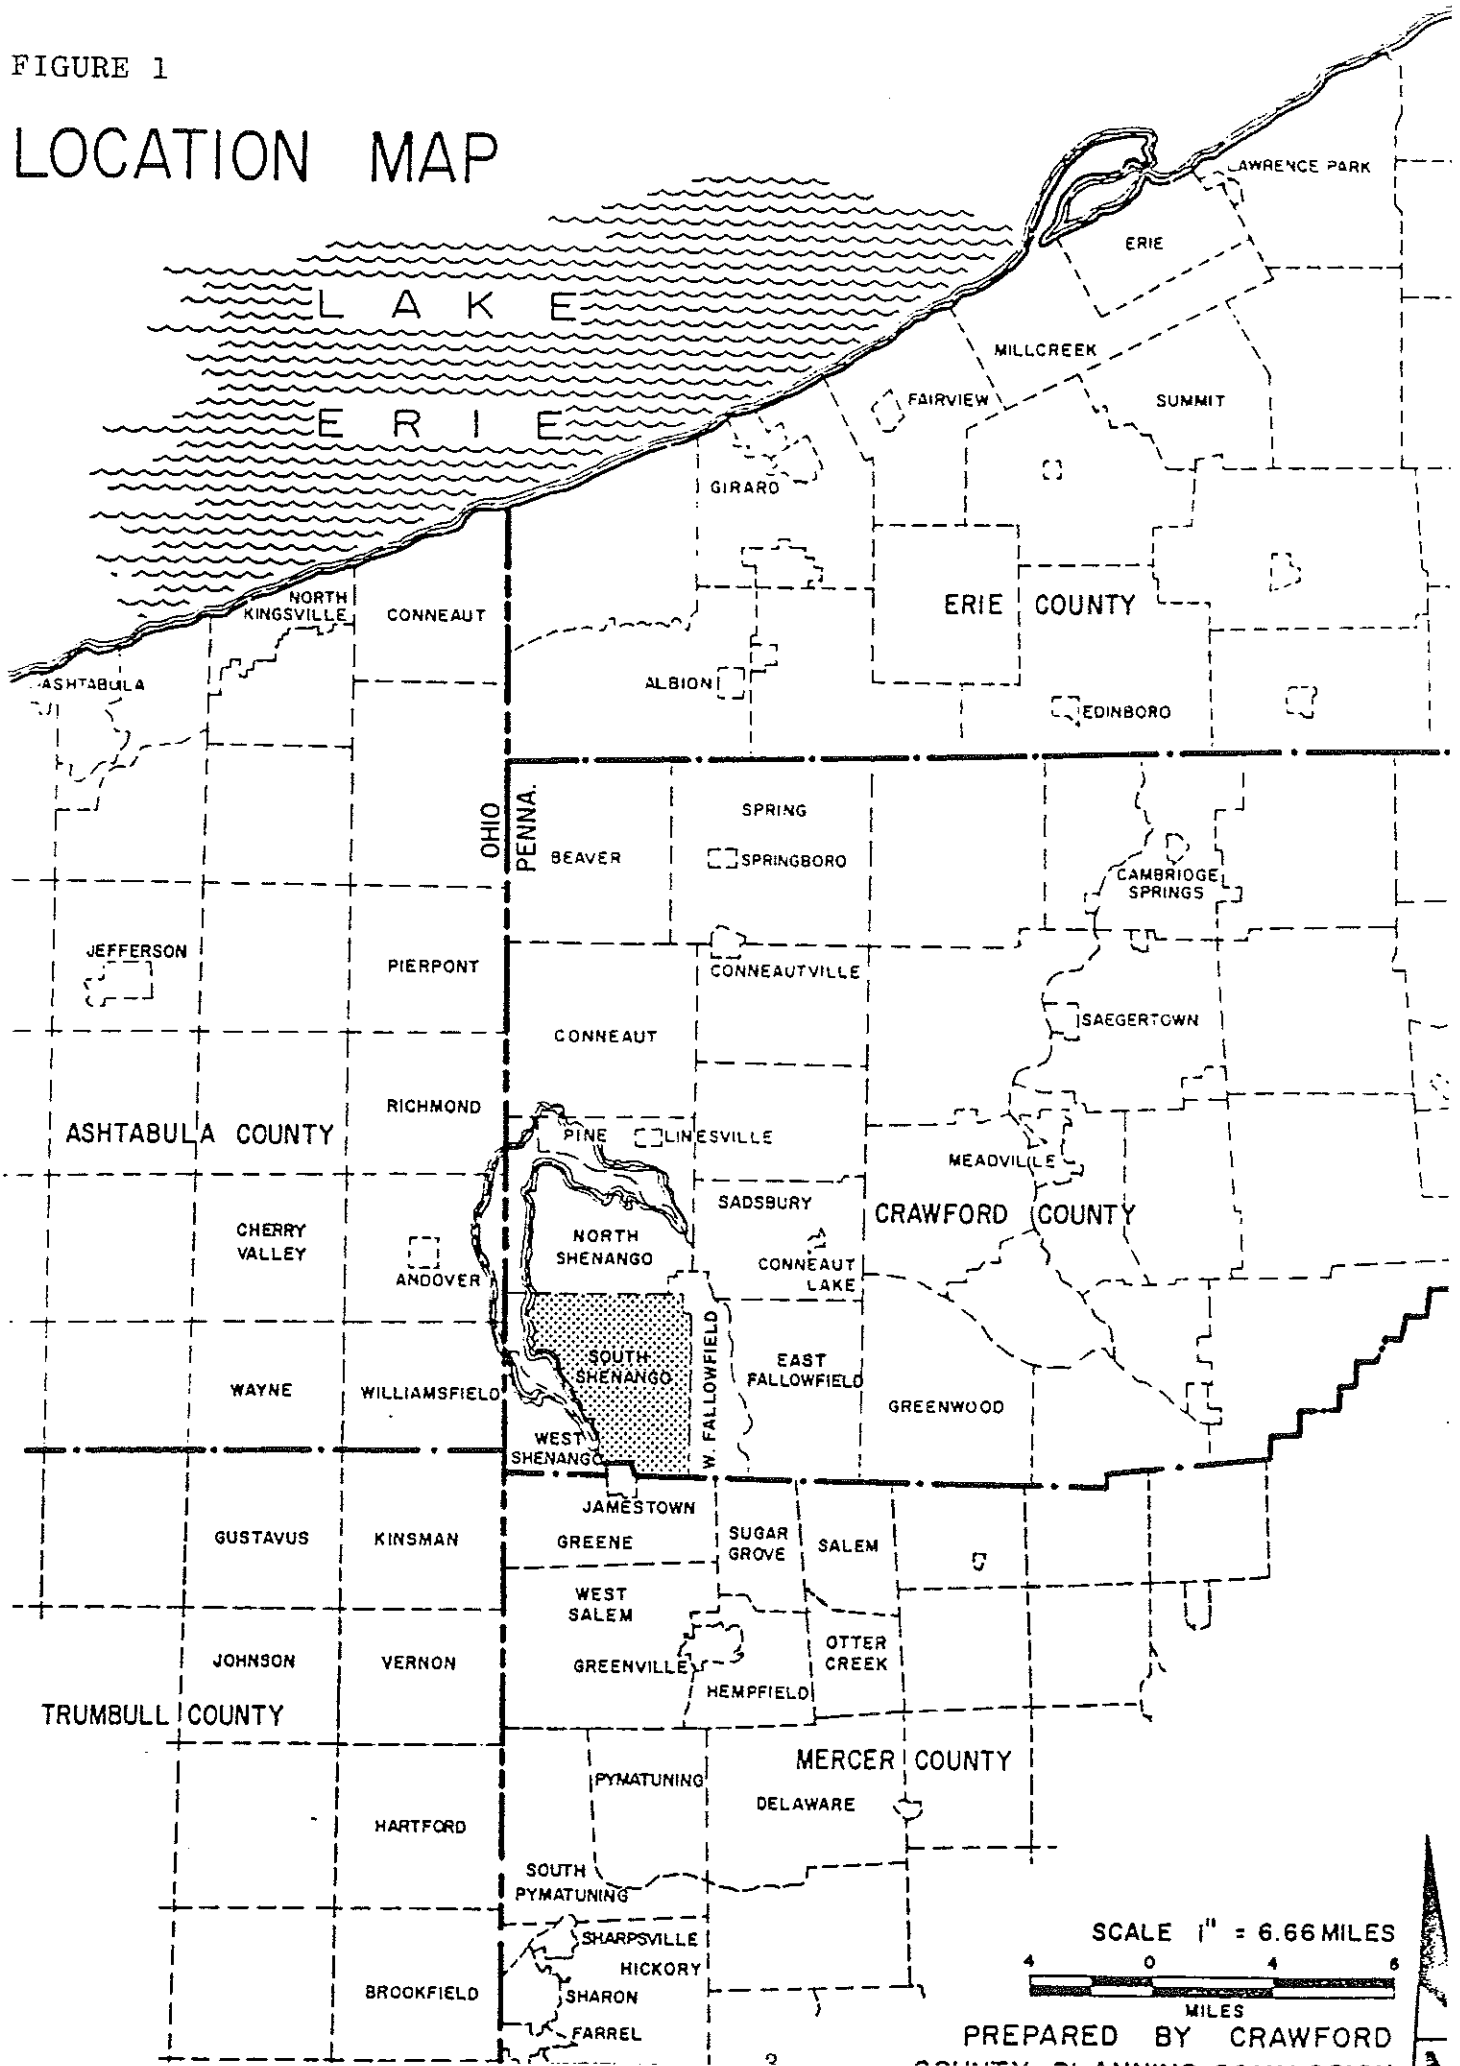 FIGURE 1
LOCATION MAP
LAWRENCE PARK
ERIE
LAKE
ERIE
MILLCREEK
FAIRVIEW
SUMMIT
GIRARD
NORTH
KINGSVILLE
CONNEAUT
ERIE COUNTY
ASHTABULA
ALBION
EDINBORO
OHIO
PENNA.
SPRING
BEAVER
SPRINGBORO
CAMBRIDGE
SPRINGS
JEFFERSON
PIERPONT
CONNEAUTVILLE
CONNEAUT
SAEGERTOWN
RICHMOND
ASHTABULA COUNTY
PINE
LINESVILLE
MEADVILLE
SADSBURY
CRAWFORD COUNTY
CHERRY
VALLEY
NORTH
SHENANGO
ANDOVER
CONNEAUT
LAKE
SOUTH
SHENANGO
W. FALLOWFIELD
EAST
FALLOWFIELD
WAYNE
WILLIAMSFIELD
GREENWOOD
WEST
SHENANGO
JAMESTOWN
GUSTAVUS
KINSMAN
GREENE
SUGAR
GROVE
SALEM
WEST
SALEM
JOHNSON
VERNON
GREENVILLE
OTTER
CREEK
HEMPFIELD
TRUMBULL COUNTY
MERCER COUNTY
PYMATUNING
DELAWARE
HARTFORD
SOUTH
PYMATUNING
SHARPSVILLE
HICKORY
BROOKFIELD
SHARON
FARREL
SCALE 1" = 6.66 MILES
4 0 4 8
MILES
PREPARED BY CRAWFORD
3